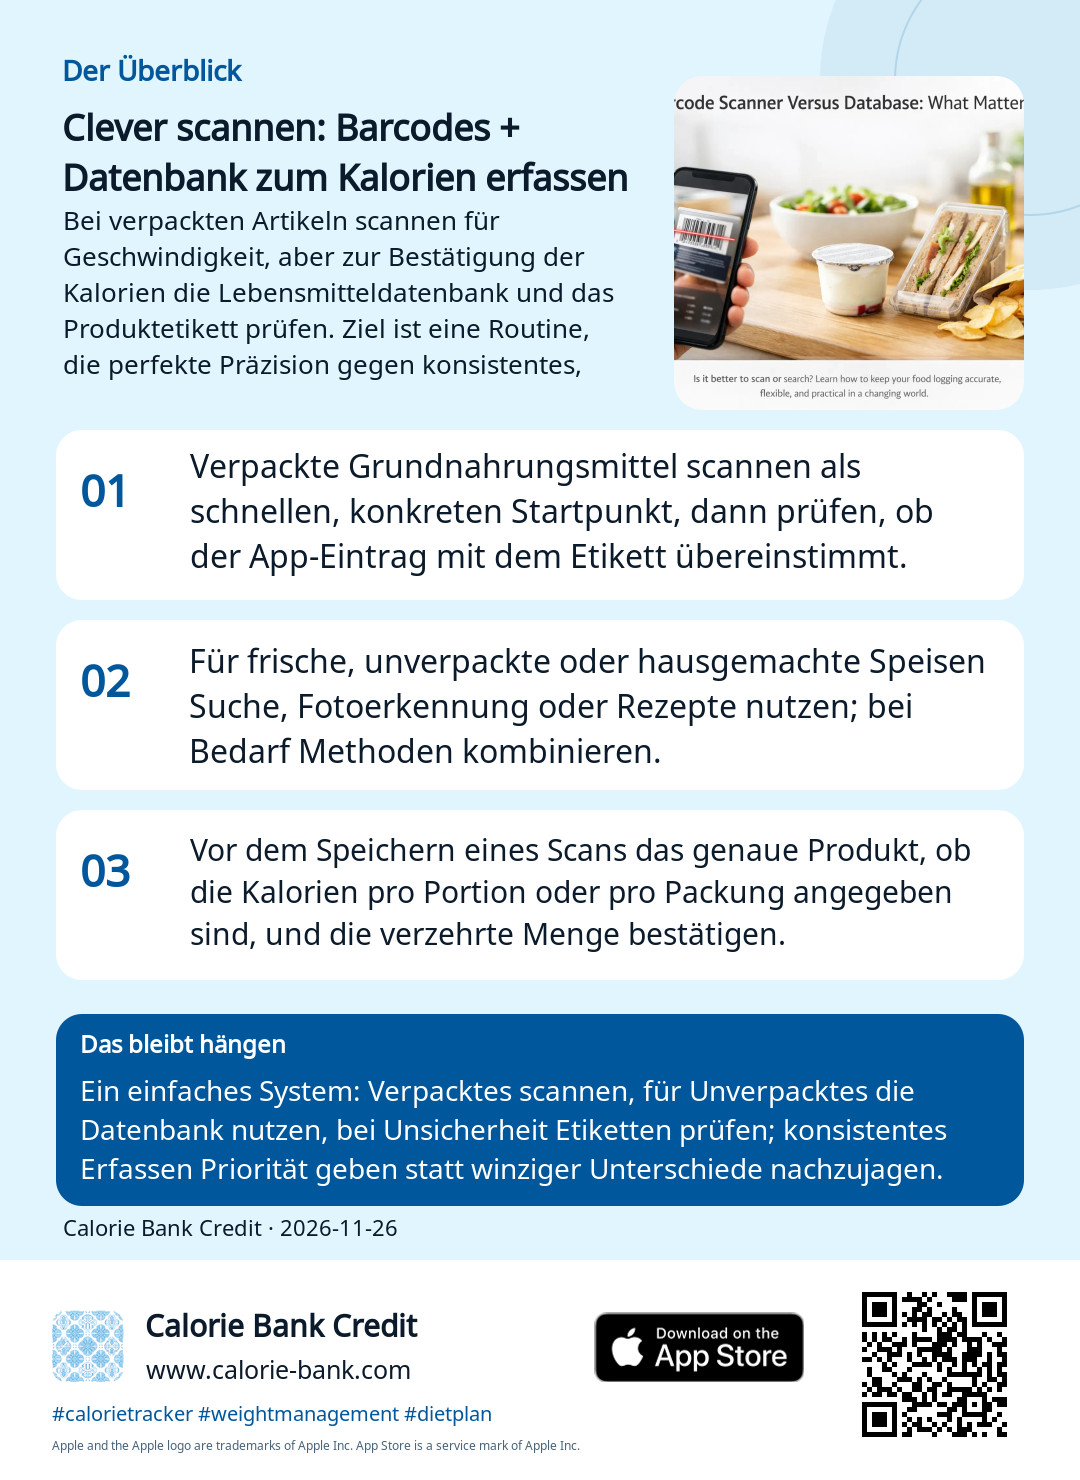 Der Überblick
Clever scannen: Barcodes +
Datenbank zum Kalorien erfassen
Bei verpackten Artikeln scannen für
Geschwindigkeit, aber zur Bestätigung der
Kalorien die Lebensmitteldatenbank und das
Produktetikett prüfen. Ziel ist eine Routine,
die perfekte Präzision gegen konsistentes,
rcode Scanner Versus Database: What Matter
Is it better to scan or search? Learn how to keep your food logging accurate,
flexible, and practical in a changing world.
01
Verpackte Grundnahrungsmittel scannen als
schnellen, konkreten Startpunkt, dann prüfen, ob
der App-Eintrag mit dem Etikett übereinstimmt.
02
Für frische, unverpackte oder hausgemachte Speisen
Suche, Fotoerkennung oder Rezepte nutzen; bei
Bedarf Methoden kombinieren.
03
Vor dem Speichern eines Scans das genaue Produkt, ob
die Kalorien pro Portion oder pro Packung angegeben
sind, und die verzehrte Menge bestätigen.
Das bleibt hängen
Ein einfaches System: Verpacktes scannen, für Unverpacktes die
Datenbank nutzen, bei Unsicherheit Etiketten prüfen; konsistentes
Erfassen Priorität geben statt winziger Unterschiede nachzujagen.
Calorie Bank Credit · 2026-11-26
Calorie Bank Credit
www.calorie-bank.com
Download on the
App Store
#calorietracker #weightmanagement #dietplan
Apple and the Apple logo are trademarks of Apple Inc. App Store is a service mark of Apple Inc.